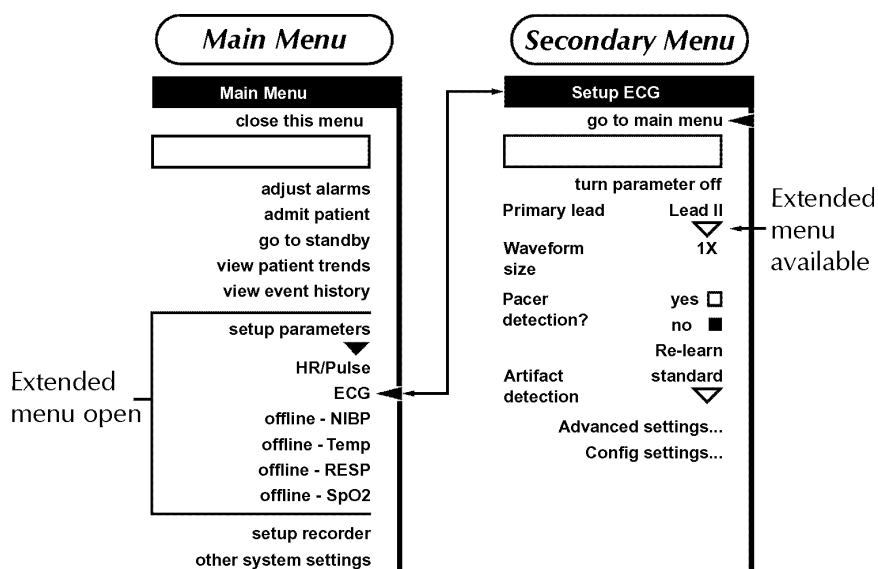 Main Menu
Main Menu
close this menu
adjust alarms
admit patient
go to standby
view patient trends
view event history
setup parameters
HR/Pulse
ECG
offline - NIBP
offline - Temp
offline - RESP
offline - SpO2
setup recorder
other system settings
Extended
menu open
Secondary Menu
Setup ECG
go to main menu
turn parameter off
Primary lead Lead II
Waveform 1X
size
Pacer yes
detection? no
Re-learn
Artifact standard
detection
Advanced settings...
Config settings...
Extended
menu
available